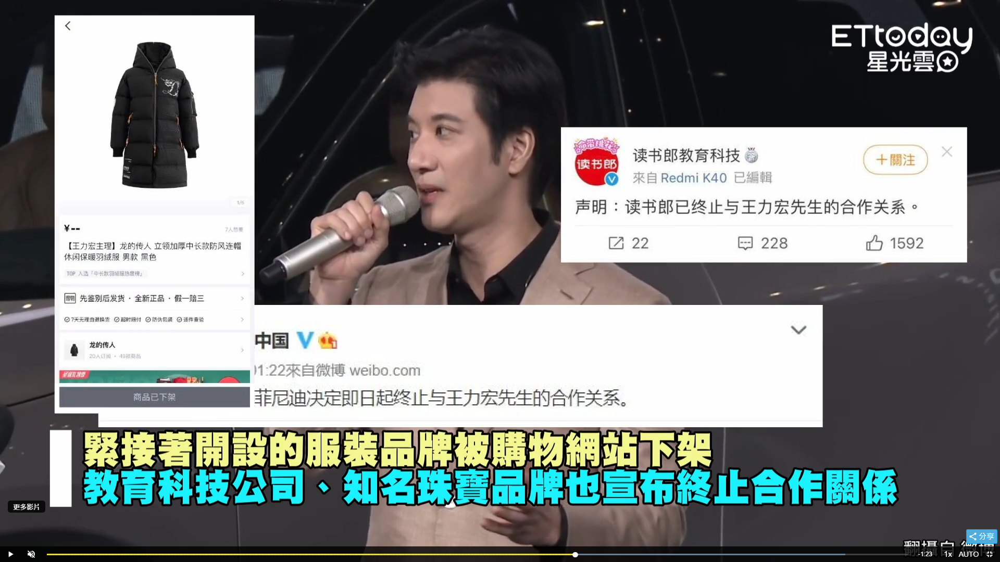 ETtoday
星光雲
1/5
¥--
7人想要
【王力宏主理】龙的传人 立领加厚中长款防风连帽
休闲保暖羽绒服 男款 黑色
TOP 入选「中长款羽绒服热度榜」
得物 先鉴别后发货 · 全新正品 · 假一赔三
7天无理由退换货 超时赔付 防伪包装 逐件查验
龙的传人
20人订阅 · 49款商品
商品已下架
读书郎
读书郎教育科技
+關注
來自 Redmi K40 已編輯
声明：读书郎已终止与王力宏先生的合作关系。
22 228 1592
中国
1:22來自微博 weibo.com
菲尼迪决定即日起终止与王力宏先生的合作关系。
緊接著開設的服裝品牌被購物網站下架
教育科技公司、知名珠寶品牌也宣布終止合作關係
更多影片
分享
翻攝自 微博
-1:23 1x AUTO